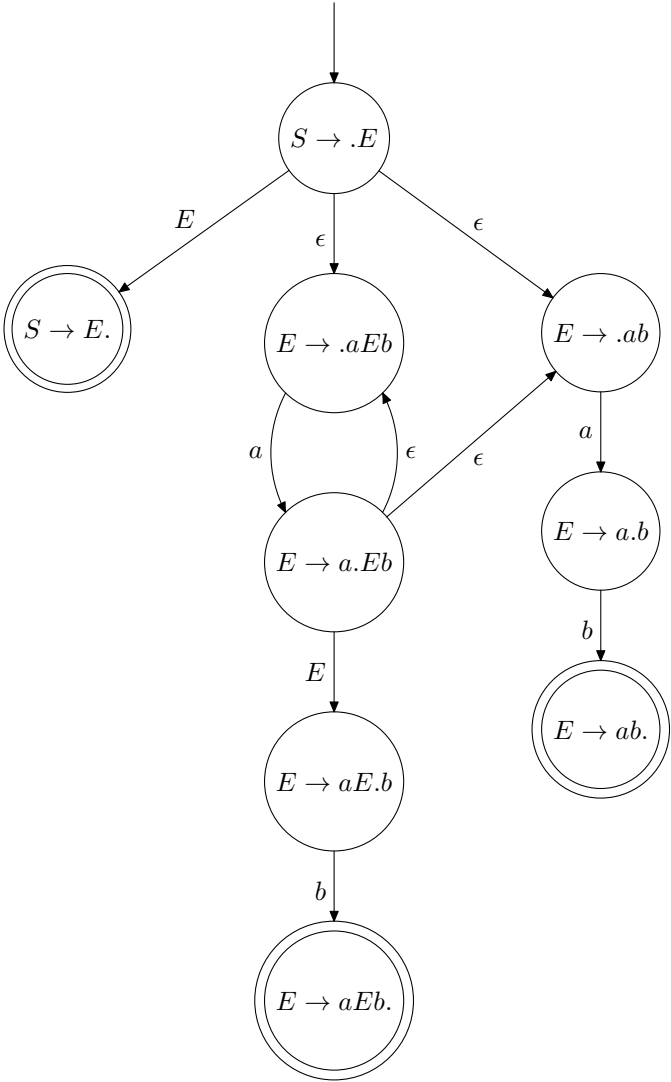 S → .E
E
ϵ
ϵ
S → E.
E → .aEb
E → .ab
a
ϵ
ϵ
a
E → a.Eb
E → a.b
E
b
E → aE.b
E → ab.
b
E → aEb.